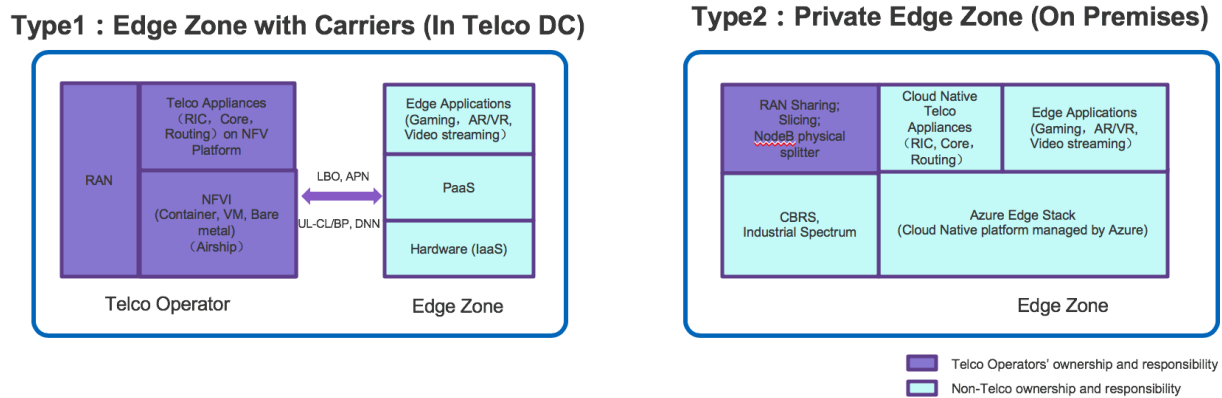 Type1：Edge Zone with Carriers (In Telco DC)
Type2：Private Edge Zone (On Premises)
RAN
Telco Appliances
（RIC，Core，
Routing）on NFV
Platform
NFVI
(Container, VM, Bare
metal)
（Airship）
LBO, APN
UL-CL/BP, DNN
Edge Applications
(Gaming，AR/VR,
Video streaming）
PaaS
Hardware (IaaS)
Telco Operator
Edge Zone
RAN Sharing;
Slicing;
NodeB physical
splitter
Cloud Native
Telco
Appliances
（RIC, Core，
Routing）
Edge Applications
(Gaming，AR/VR,
Video streaming）
CBRS,
Industrial Spectrum
Azure Edge Stack
(Cloud Native platform managed by Azure)
Edge Zone
Telco Operators’ ownership and responsibility
Non-Telco ownership and responsibility